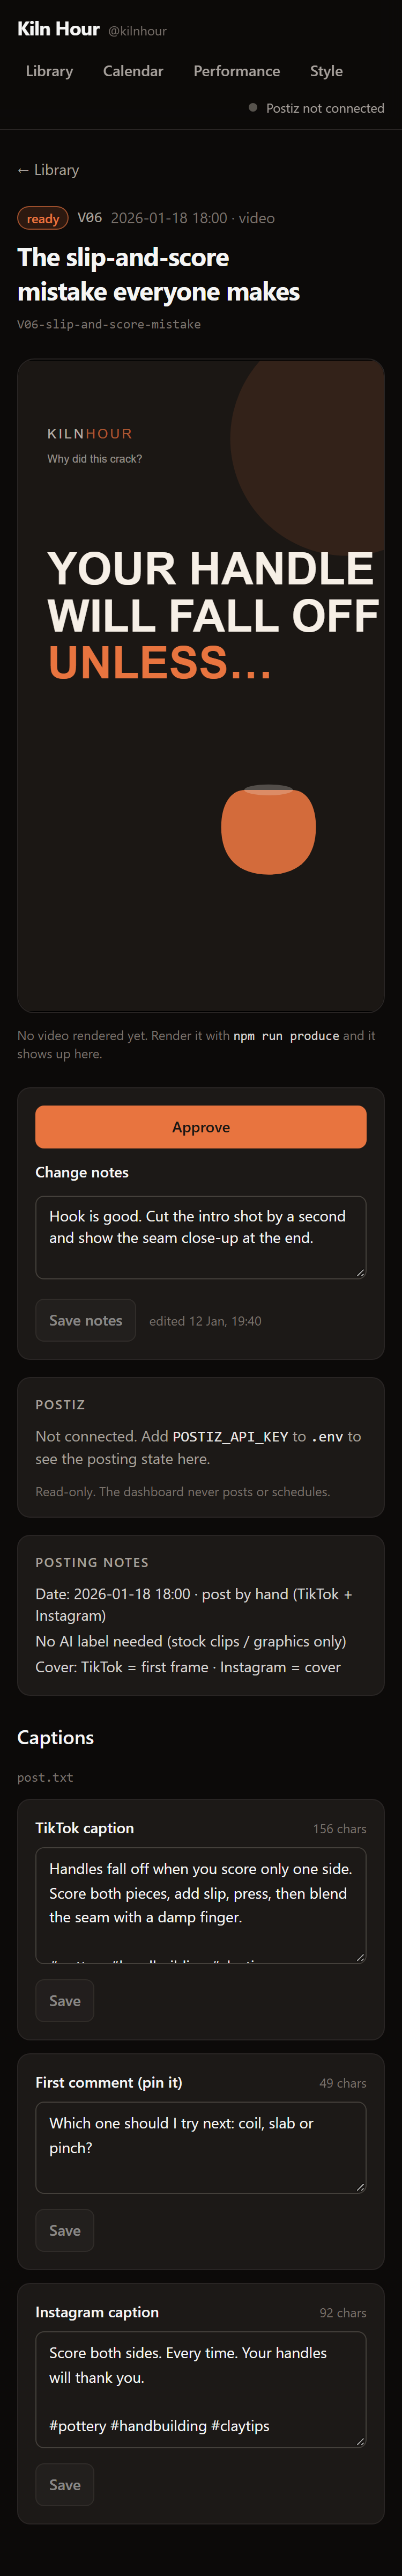 Kiln Hour @kilnhour
Library Calendar Performance Style
Postiz not connected
← Library
ready V06 2026-01-18 18:00 · video
The slip-and-score
mistake everyone makes
V06-slip-and-score-mistake
KILNHOUR
Why did this crack?
YOUR HANDLE
WILL FALL OFF
UNLESS...
No video rendered yet. Render it with npm run produce and it
shows up here.
Approve
Change notes
Hook is good. Cut the intro shot by a second
and show the seam close-up at the end.
Save notes edited 12 Jan, 19:40
POSTIZ
Not connected. Add POSTIZ_API_KEY to .env to
see the posting state here.
Read-only. The dashboard never posts or schedules.
POSTING NOTES
Date: 2026-01-18 18:00 · post by hand (TikTok +
Instagram)
No AI label needed (stock clips / graphics only)
Cover: TikTok = first frame · Instagram = cover
Captions
post.txt
TikTok caption 156 chars
Handles fall off when you score only one side.
Score both pieces, add slip, press, then blend
the seam with a damp finger.
Save
First comment (pin it) 49 chars
Which one should I try next: coil, slab or
pinch?
Save
Instagram caption 92 chars
Score both sides. Every time. Your handles
will thank you.
#pottery #handbuilding #claytips
Save